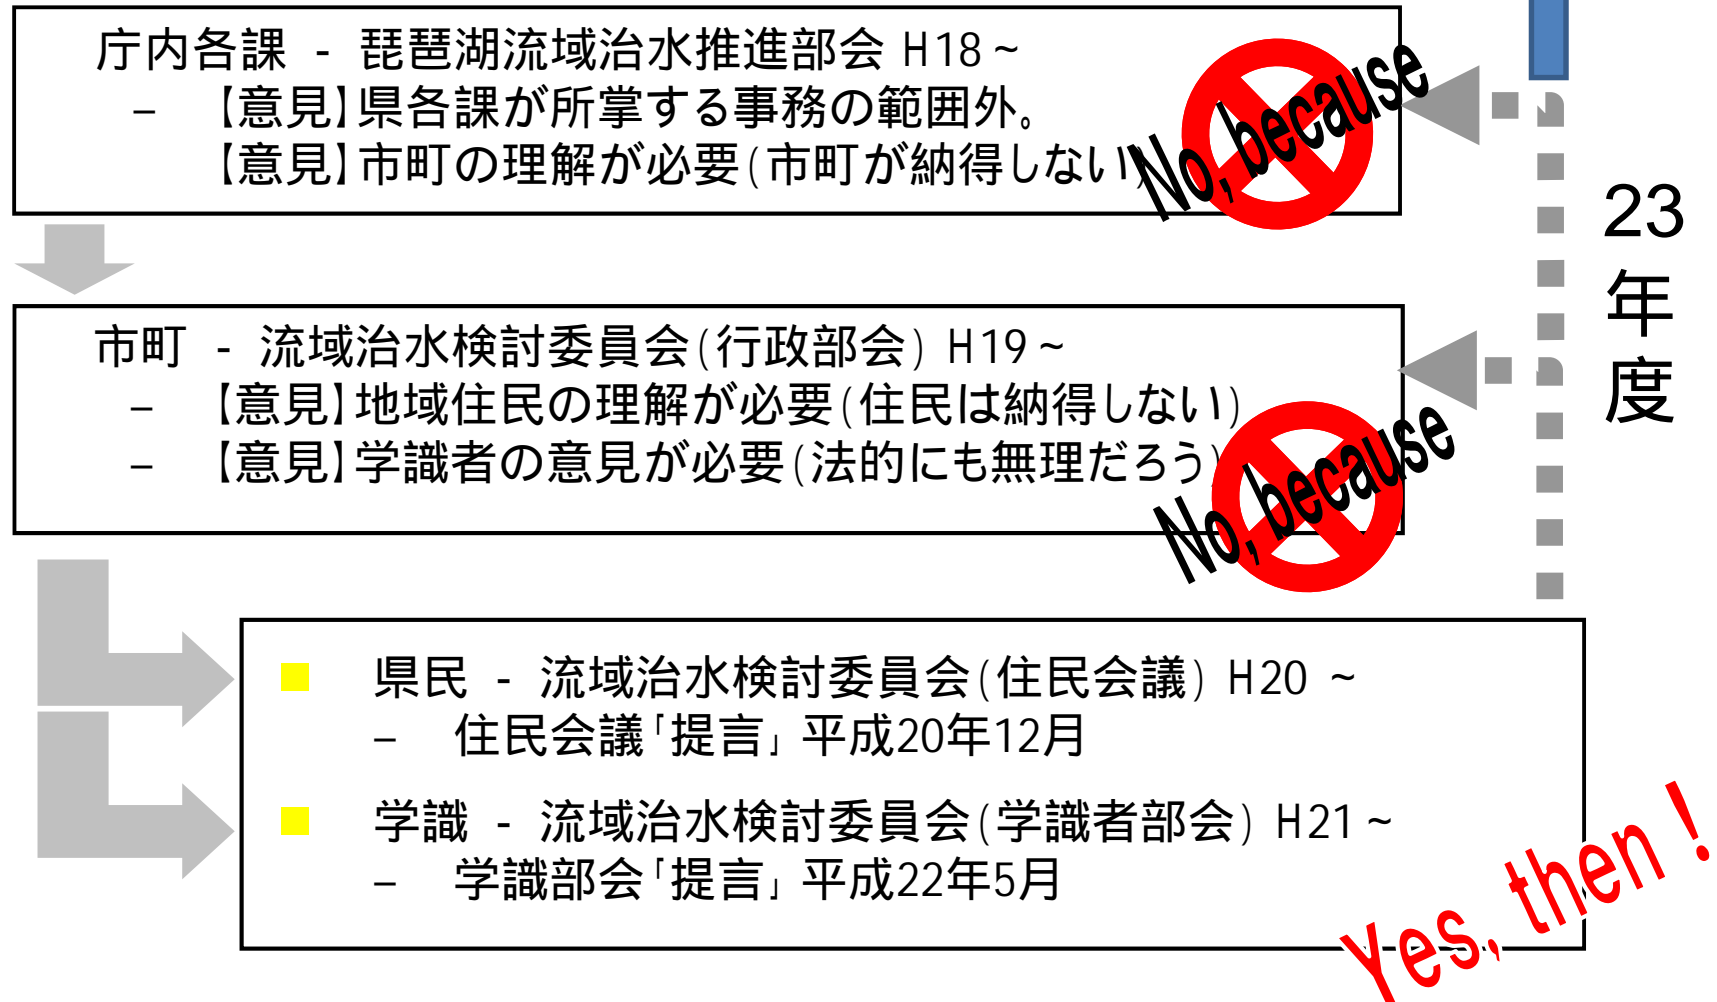 庁内各課 - 琵琶湖流域治水推進部会 H18~
– 【意見】県各課が所掌する事務の範囲外。
【意見】市町の理解が必要(市町が納得しない)
No, because
市町 - 流域治水検討委員会(行政部会) H19~
– 【意見】地域住民の理解が必要(住民は納得しない)
– 【意見】学識者の意見が必要(法的にも無理だろう)
No, because
23
年
度
県民 - 流域治水検討委員会(住民会議) H20 ~
– 住民会議「提言」平成20年12月
学識 - 流域治水検討委員会(学識者部会) H21~
– 学識部会「提言」平成22年5月
Yes, then!